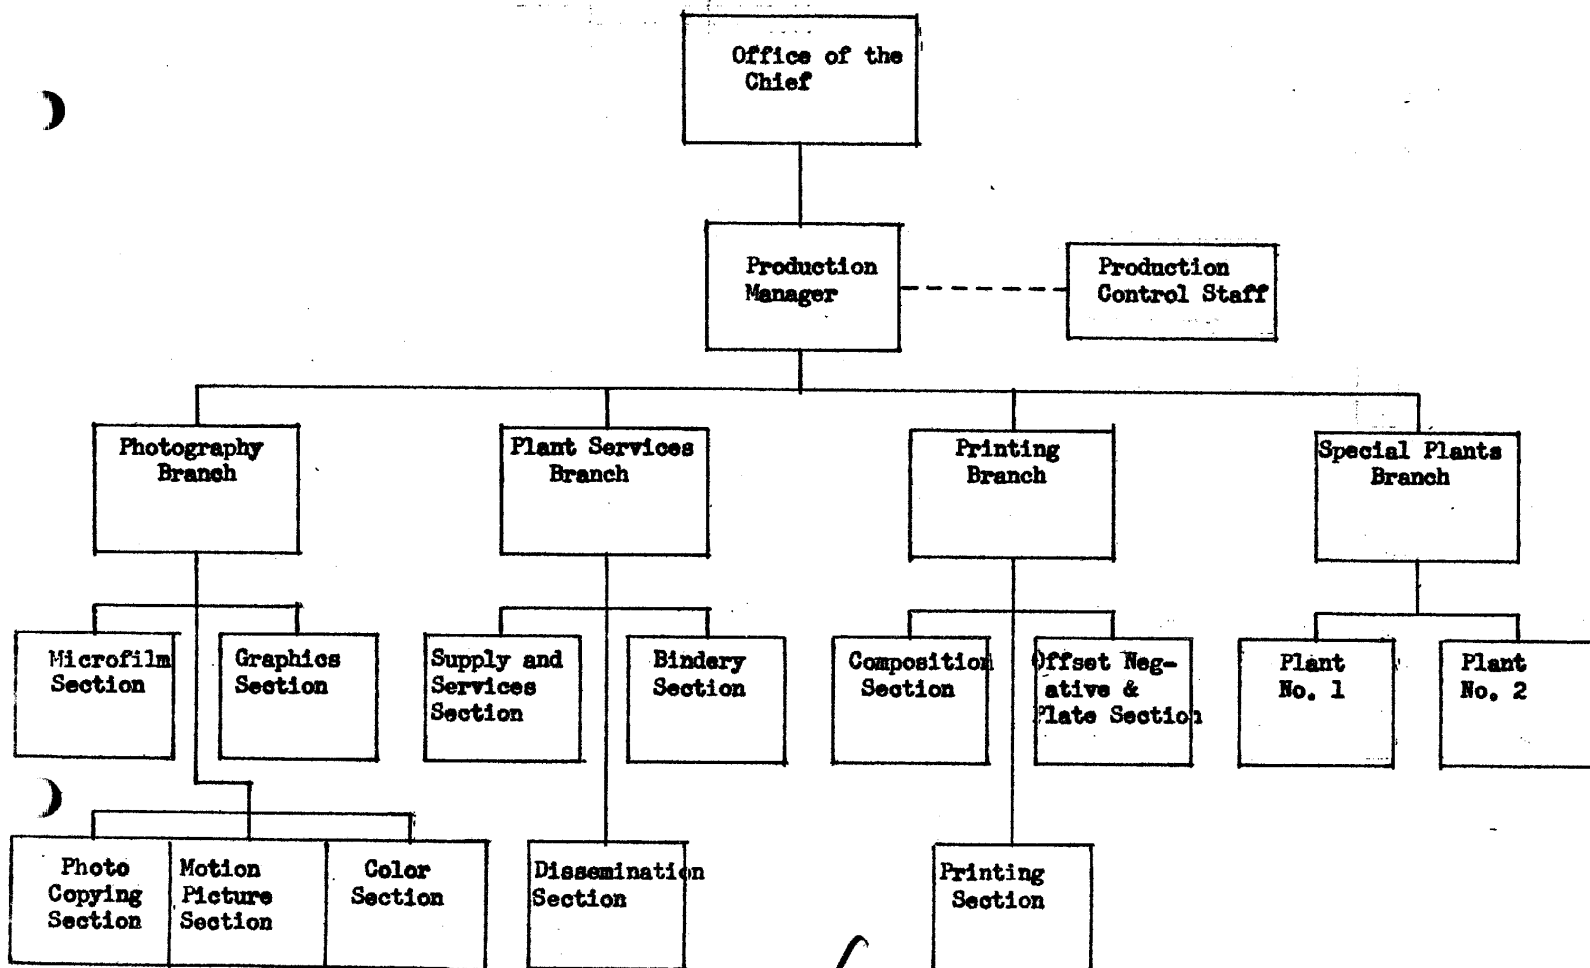 Office of the
Chief
Production
Manager
Production
Control Staff
Photography
Branch
Plant Services
Branch
Printing
Branch
Special Plants
Branch
Microfilm
Section
Graphics
Section
Supply and
Services
Section
Bindery
Section
Composition
Section
Offset Neg-
ative &
Plate Section
Plant
No. 1
Plant
No. 2
Photo
Copying
Section
Motion
Picture
Section
Color
Section
Dissemination
Section
Printing
Section